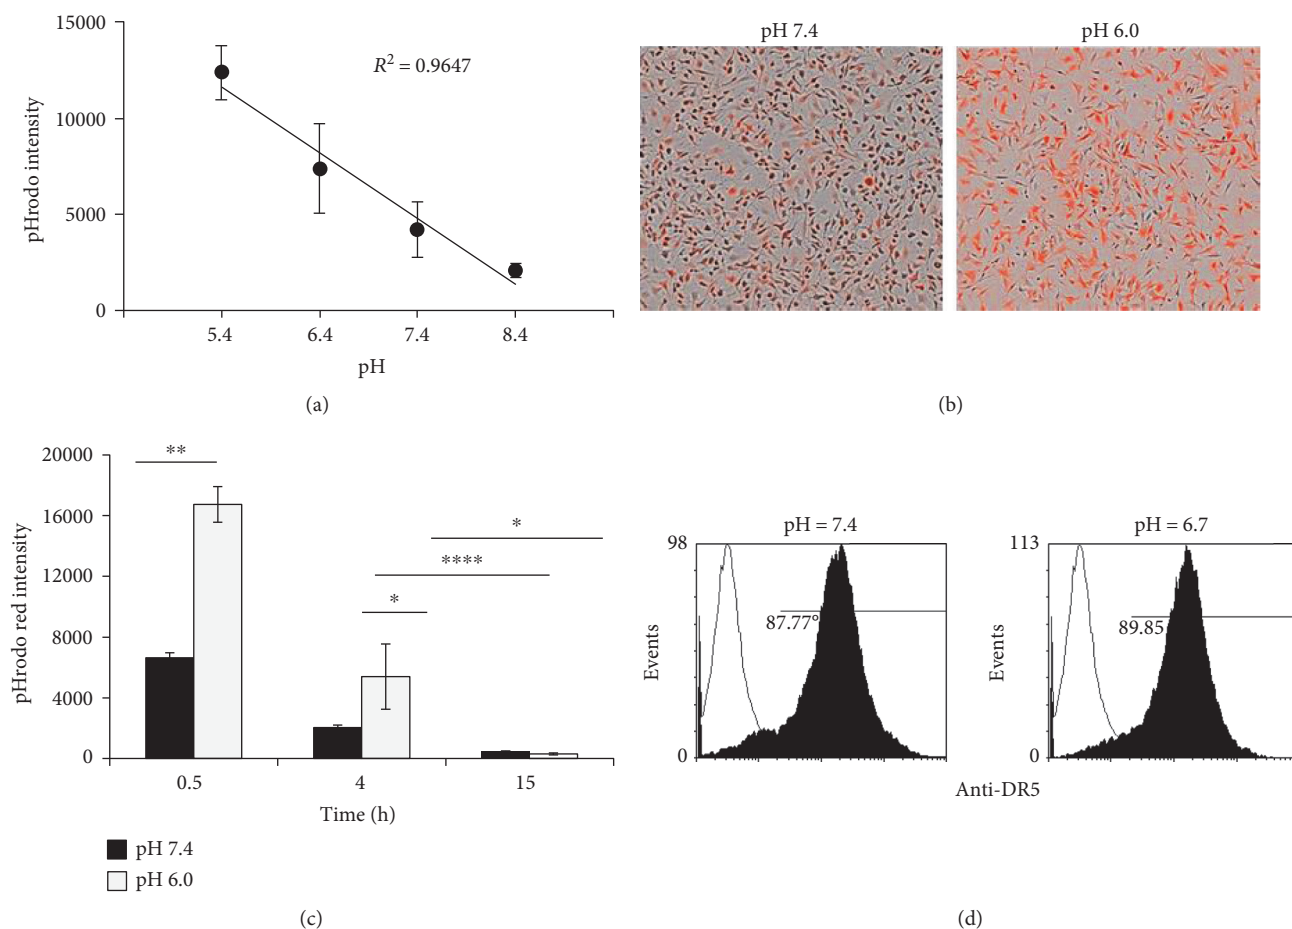 15000
10000
5000
0
pHrodo intensity
R² = 0.9647
5.4 6.4 7.4 8.4
pH
(a)
pH 7.4 pH 6.0
(b)
20000
16000
12000
8000
4000
0
pHrodo red intensity
**
*
****
*
0.5 4 15
Time (h)
pH 7.4
pH 6.0
(c)
pH = 7.4 pH = 6.7
98
Events
87.77°
0
113
Events
89.85
0
Anti-DR5
(d)